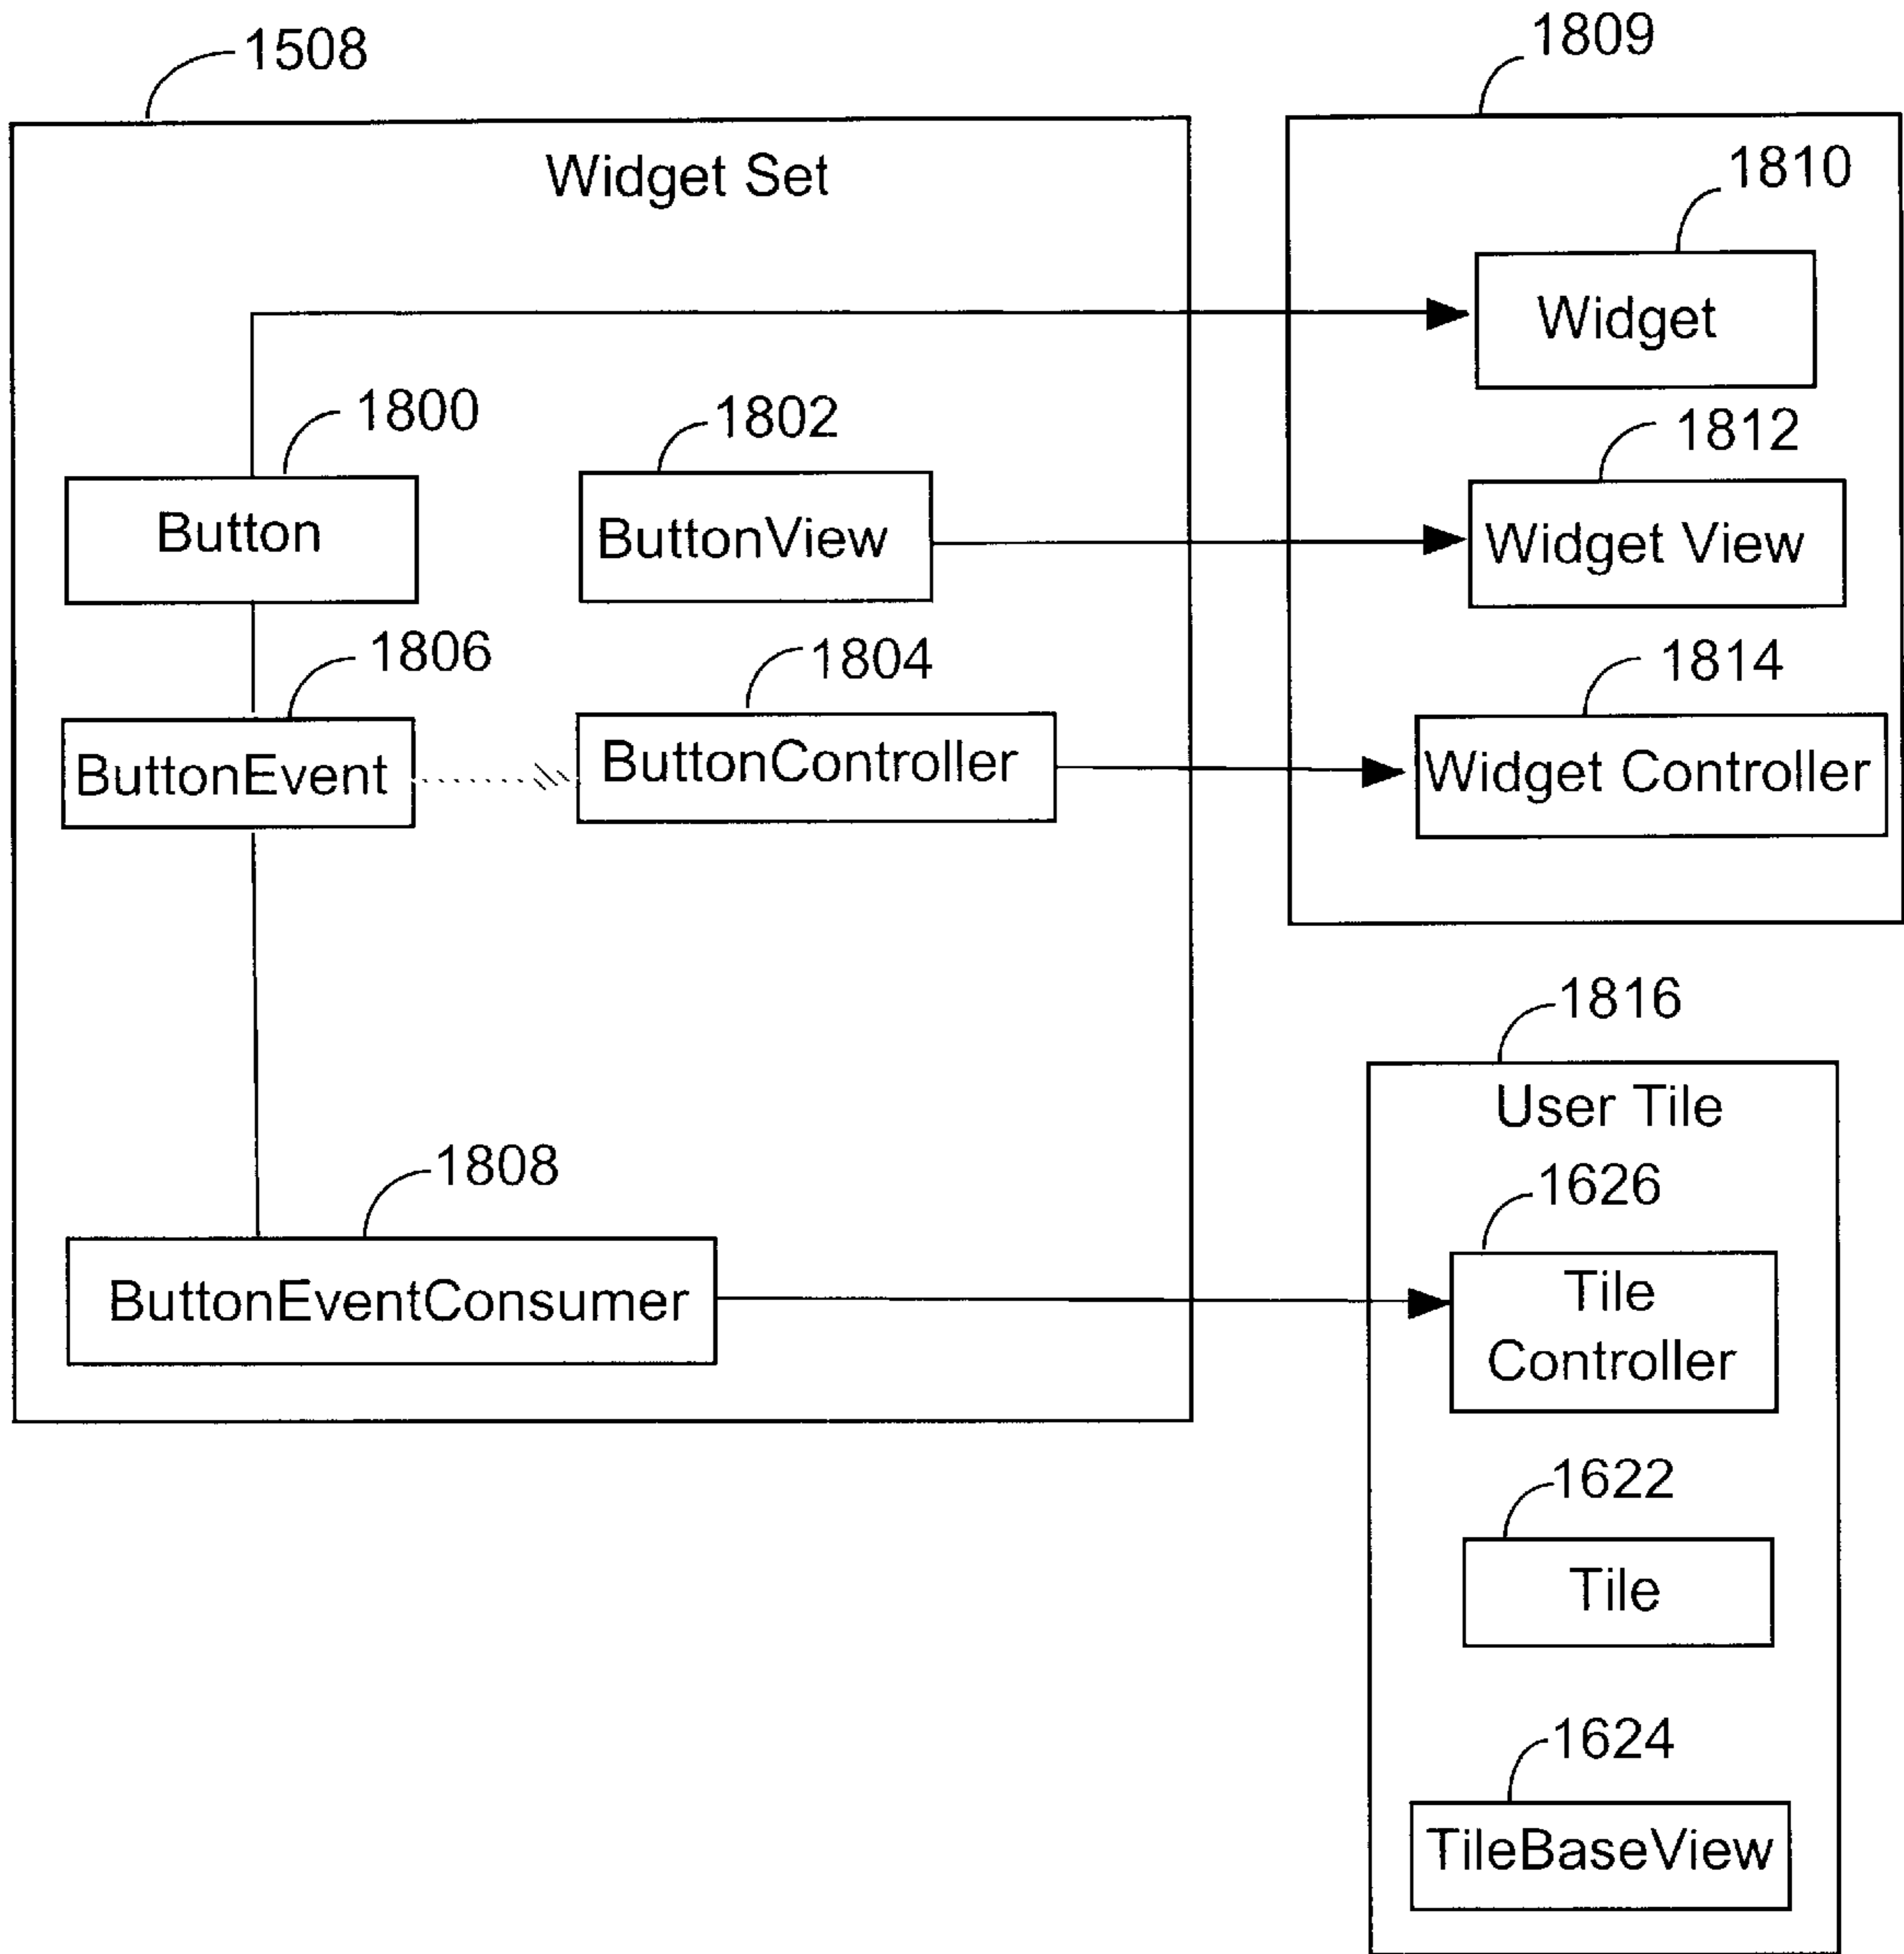 1508
1809
Widget Set
1810
Widget
1800
1802
1812
Button
ButtonView
Widget View
1806
1804
1814
ButtonEvent
ButtonController
Widget Controller
1816
User Tile
1808
1626
ButtonEventConsumer
Tile
Controller
1622
Tile
1624
TileBaseView